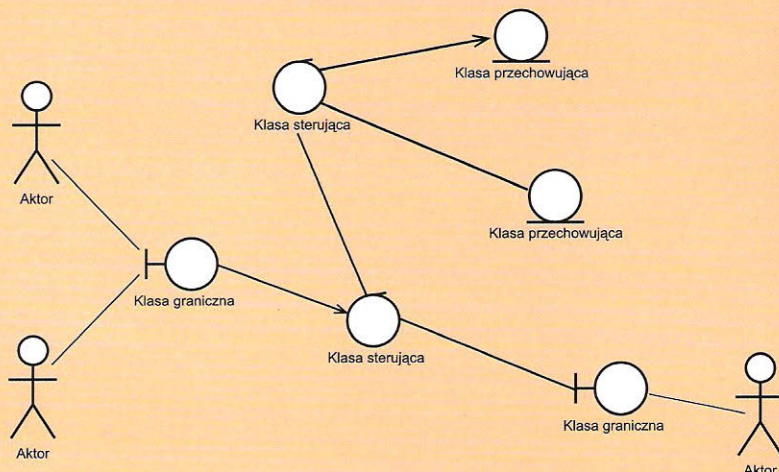 Klasa przechowująca
Klasa sterująca
Aktor
Klasa przechowująca
Klasa graniczna
Klasa sterująca
Klasa graniczna
Aktor
Aktor